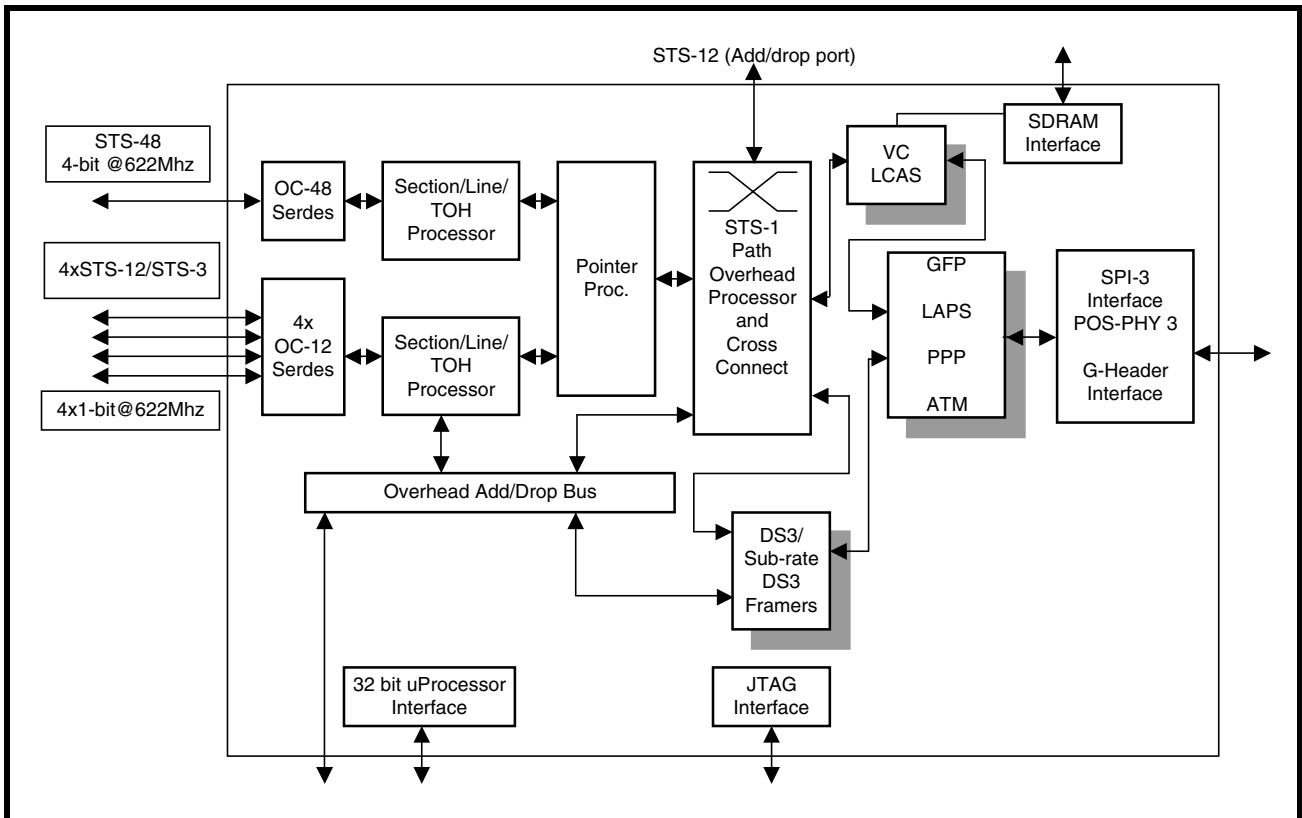 STS-12 (Add/drop port)
STS-48
4-bit @622Mhz
4xSTS-12/STS-3
4x1-bit@622Mhz
OC-48
Serdes
4x
OC-12
Serdes
Section/Line/
TOH
Processor
Section/Line/
TOH
Processor
Pointer
Proc.
STS-1
Path
Overhead
Processor
and
Cross
Connect
VC
LCAS
SDRAM
Interface
GFP
LAPS
PPP
ATM
SPI-3
Interface
POS-PHY 3
G-Header
Interface
Overhead Add/Drop Bus
DS3/
Sub-rate
DS3
Framers
32 bit uProcessor
Interface
JTAG
Interface